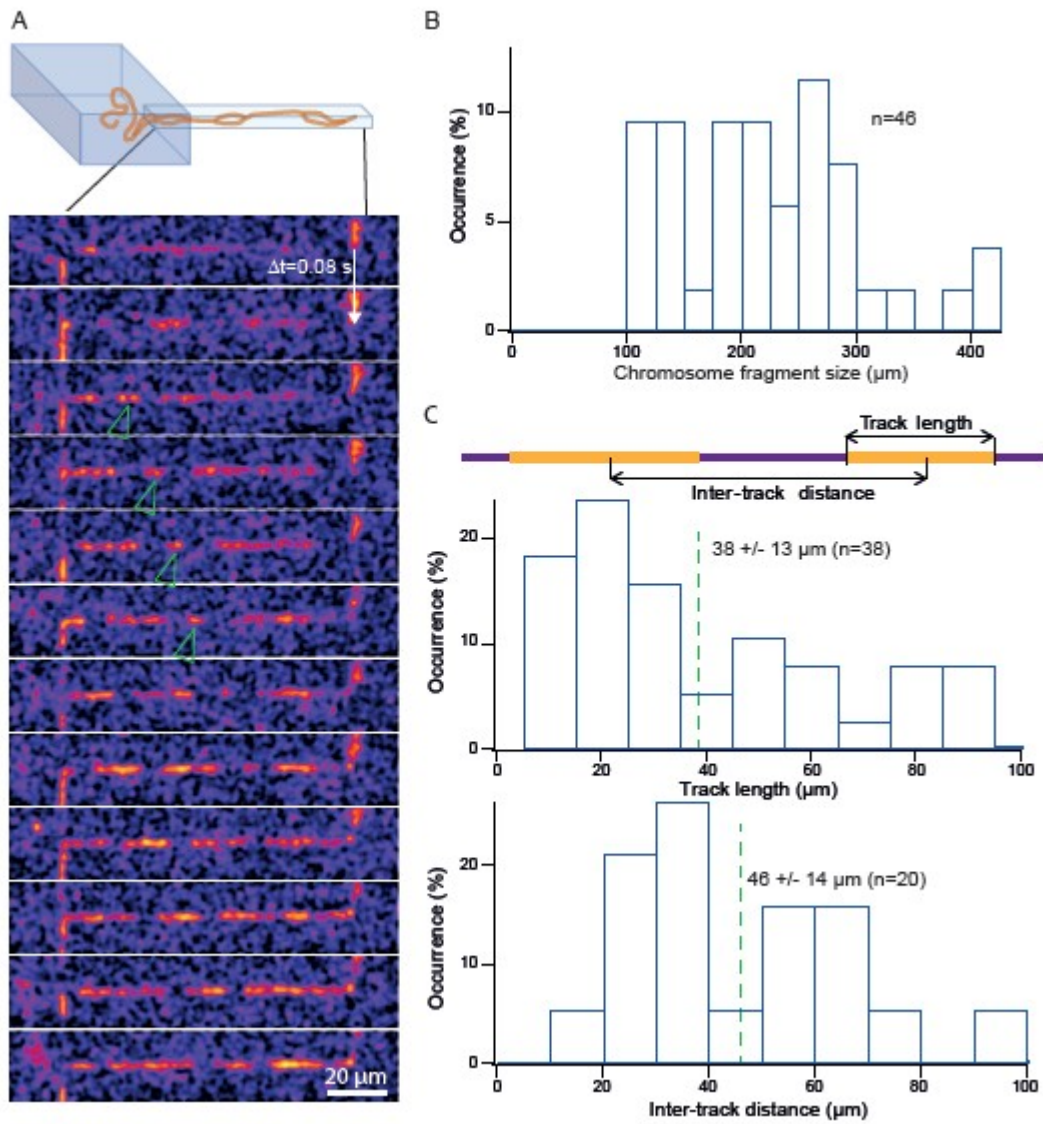 A
Δt=0.08 s
20 µm
B
Occurrence (%)
10
5
0
n=46
0
100
200
300
400
Chromosome fragment size (µm)
C
Track length
Inter-track distance
Occurrence (%)
20
10
0
38 +/- 13 µm (n=38)
0
20
40
60
80
100
Track length (µm)
Occurrence (%)
20
10
0
46 +/- 14 µm (n=20)
0
20
40
60
80
100
Inter-track distance (µm)